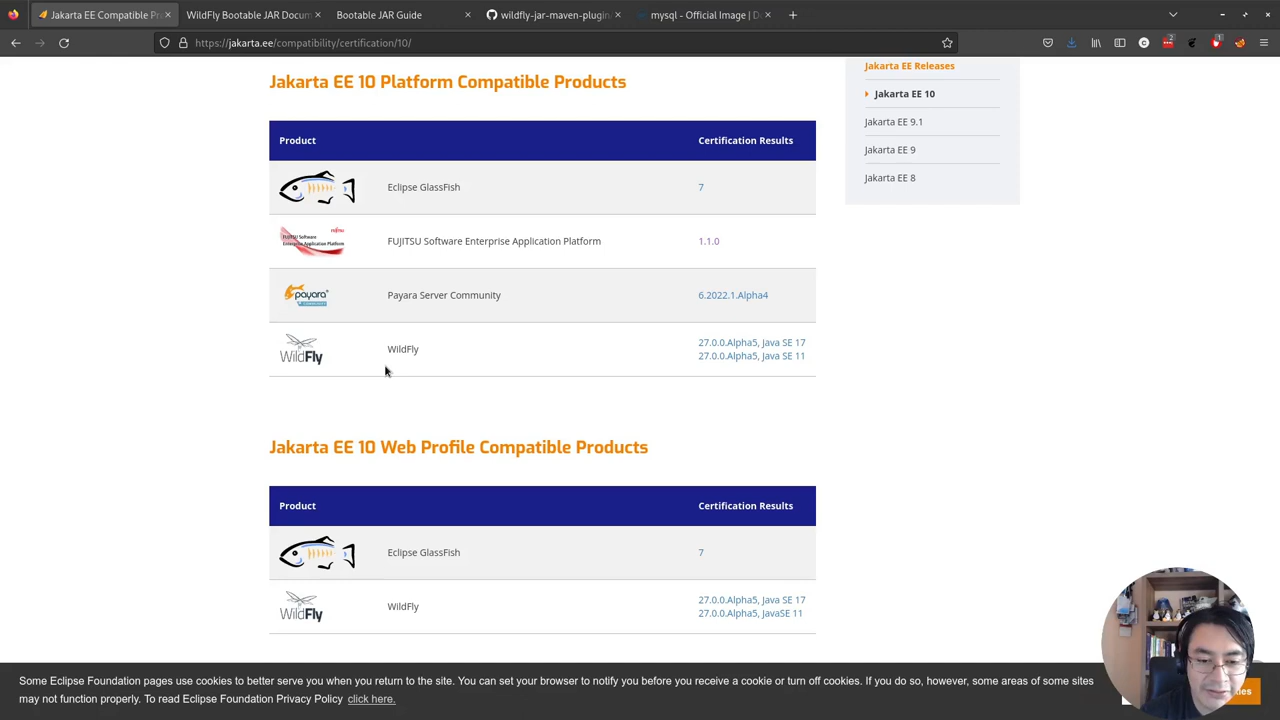 Jakarta EE Compatible Pr
WildFly Bootable JAR Docum
Bootable JAR Guide
wildfly-jar-maven-plugin
mysql - Official Image | D
https://jakarta.ee/compatibility/certification/10/
2
1
Jakarta EE 10 Platform Compatible Products
Product
Certification Results
Eclipse GlassFish
7
FUJITSU Software
Enterprise Application Platform
FUJITSU
FUJITSU Software Enterprise Application Platform
1.1.0
payara
Payara Server Community
6.2022.1.Alpha4
WildFly
WildFly
27.0.0.Alpha5, Java SE 17
27.0.0.Alpha5, Java SE 11
Jakarta EE 10 Web Profile Compatible Products
Product
Certification Results
Eclipse GlassFish
7
WildFly
WildFly
27.0.0.Alpha5, Java SE 17
27.0.0.Alpha5, JavaSE 11
Jakarta EE Releases
Jakarta EE 10
Jakarta EE 9.1
Jakarta EE 9
Jakarta EE 8
Some Eclipse Foundation pages use cookies to better serve you when you return to the site. You can set your browser to notify you before you receive a cookie or turn off cookies. If you do so, however, some areas of some sites
may not function properly. To read Eclipse Foundation Privacy Policy click here.